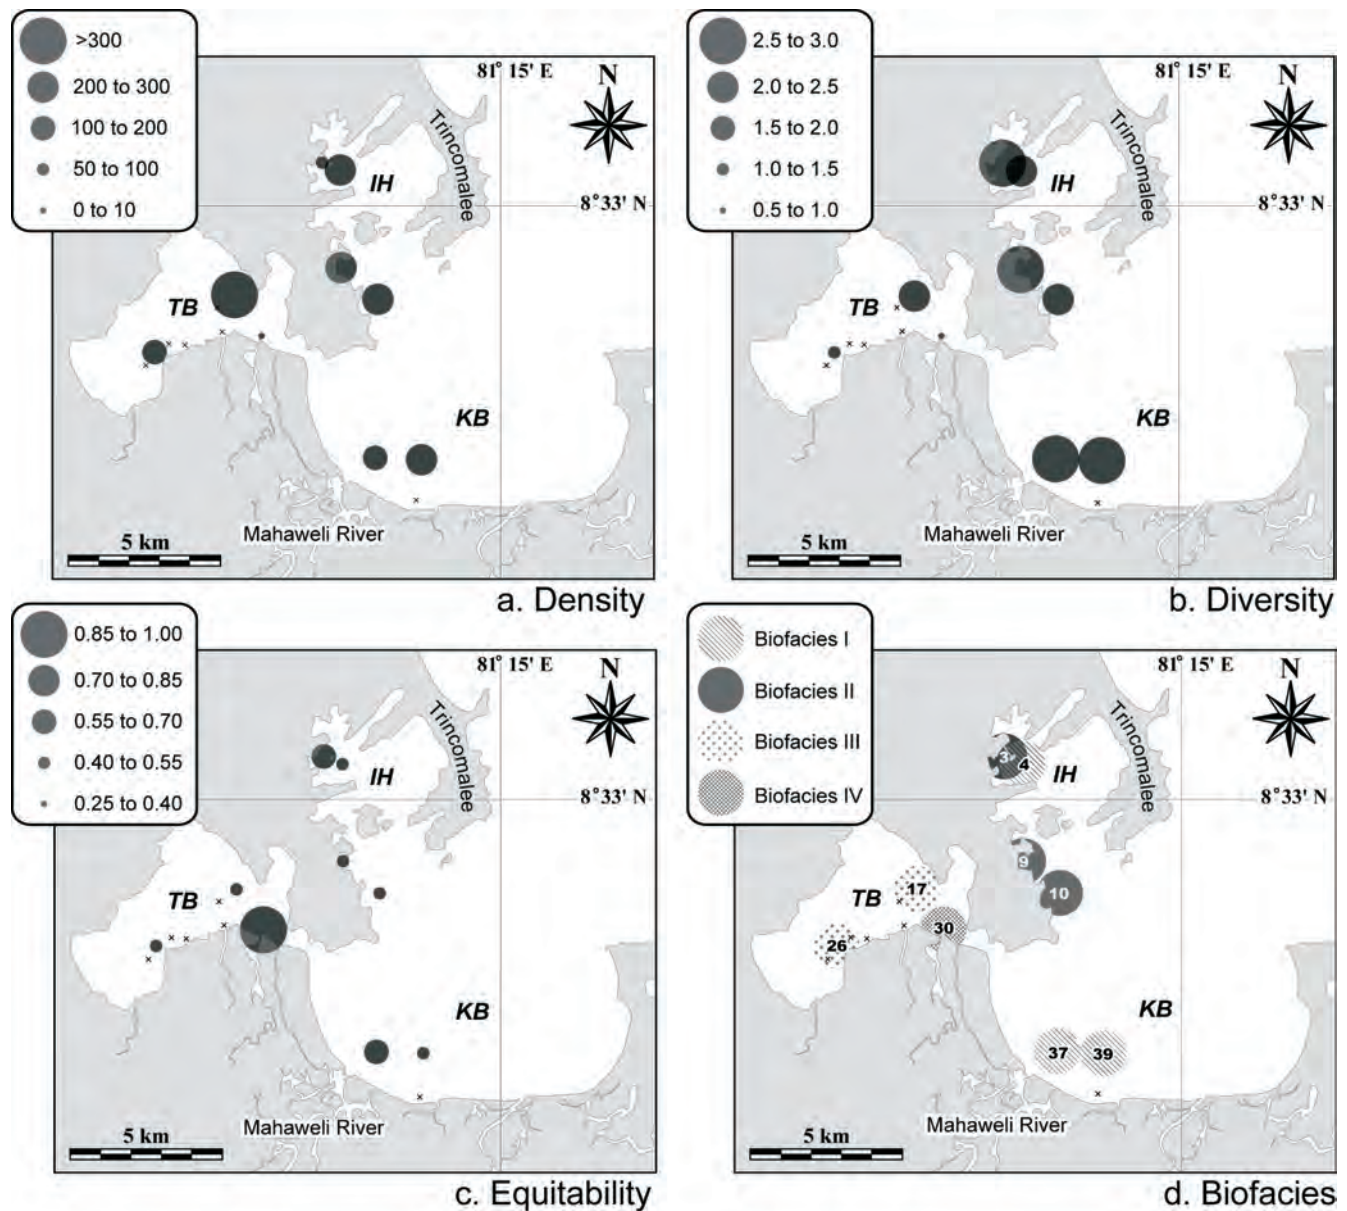 >300
200 to 300
100 to 200
50 to 100
0 to 10
81° 15' E
N
Trincomalee
IH
8°33' N
TB
KB
Mahaweli River
5 km
a. Density
2.5 to 3.0
2.0 to 2.5
1.5 to 2.0
1.0 to 1.5
0.5 to 1.0
81° 15' E
N
Trincomalee
IH
8°33' N
TB
KB
Mahaweli River
5 km
b. Diversity
0.85 to 1.00
0.70 to 0.85
0.55 to 0.70
0.40 to 0.55
0.25 to 0.40
81° 15' E
N
Trincomalee
IH
8°33' N
TB
KB
Mahaweli River
5 km
c. Equitability
Biofacies I
Biofacies II
Biofacies III
Biofacies IV
81° 15' E
N
Trincomalee
3
4
IH
8°33' N
9
10
17
TB
30
26
KB
37
39
Mahaweli River
5 km
d. Biofacies